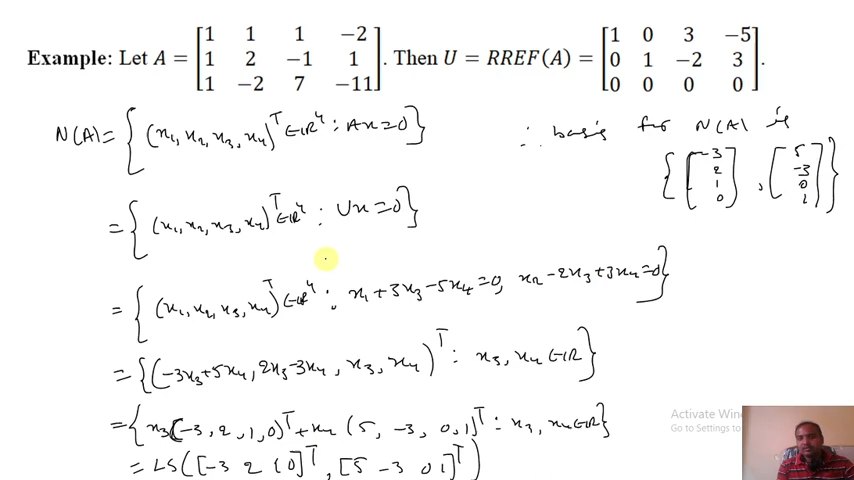 Example: Let A = [1 1 1 −2; 1 2 −1 1; 1 −2 7 −11]. Then U = RREF(A) = [1 0 3 −5; 0 1 −2 3; 0 0 0 0].
N(A) = { (x₁, x₂, x₃, x₄)ᵀ ∈ ℝ⁴ : Ax = 0 }
∴ basis for N(A) is
{ [−3 2 1 0], [5 −3 0 1] }
= { (x₁, x₂, x₃, x₄)ᵀ ∈ ℝ⁴ : Ux = 0 }
= { (x₁, x₂, x₃, x₄)ᵀ ∈ ℝ⁴ : x₁ + 3x₃ − 5x₄ = 0, x₂ − 2x₃ + 3x₄ = 0 }
= { (−3x₃ + 5x₄, 2x₃ − 3x₄, x₃, x₄)ᵀ : x₃, x₄ ∈ ℝ }
= { x₃ (−3, 2, 1, 0)ᵀ + x₄ (5, −3, 0, 1)ᵀ : x₃, x₄ ∈ ℝ }
= LS([−3 2 1 0]ᵀ, [5 −3 0 1]ᵀ)
Activate Win
Go to Settings to